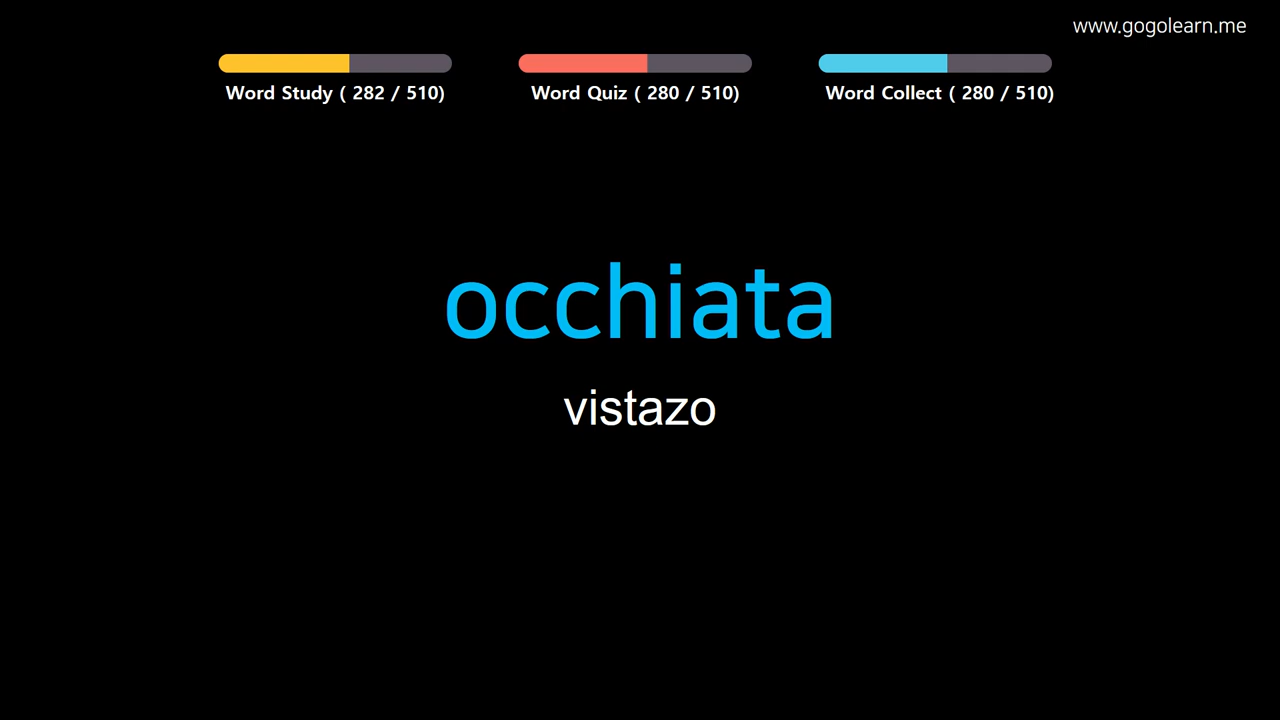 www.gogolearn.me
Word Study ( 282 / 510)
Word Quiz ( 280 / 510)
Word Collect ( 280 / 510)
occhiata
vistazo